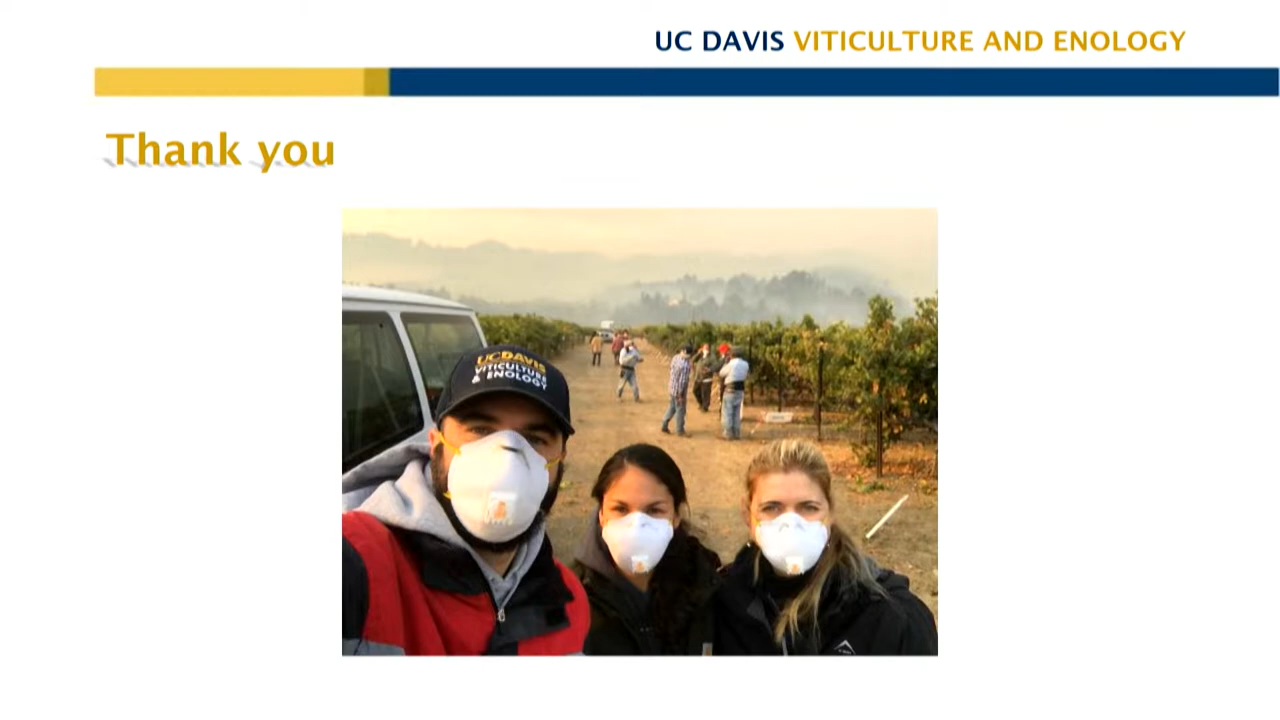 UC DAVIS VITICULTURE AND ENOLOGY
Thank you
UC DAVIS
VITICULTURE
& ENOLOGY